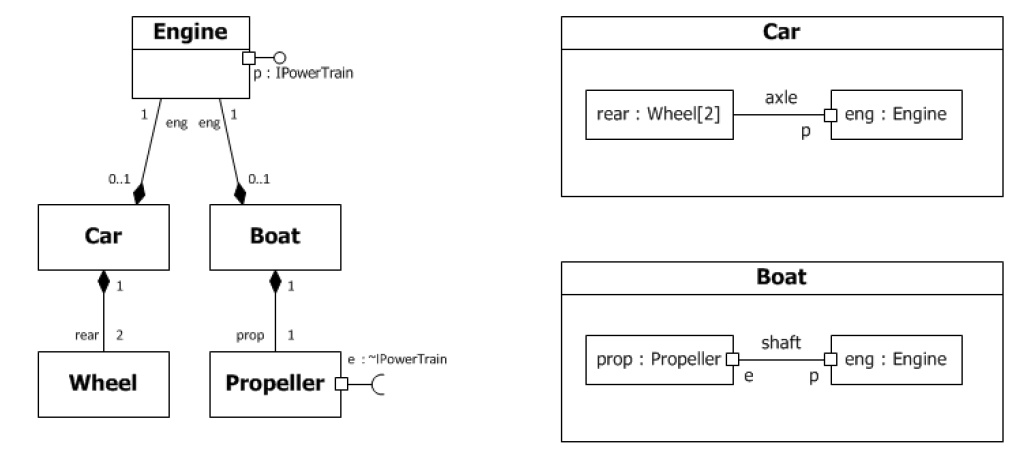 Engine
p : IPowerTrain
1
eng
eng
1
0..1
0..1
Car
Boat
1
1
rear
2
prop
1
e : ~IPowerTrain
Wheel
Propeller
Car
rear : Wheel[2]
axle
p
eng : Engine
Boat
prop : Propeller
shaft
e
p
eng : Engine